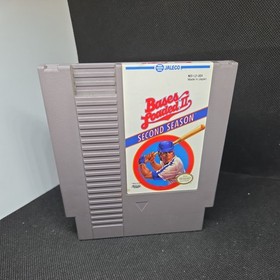 JALECO
Bases
Loaded II
SECOND SEASON